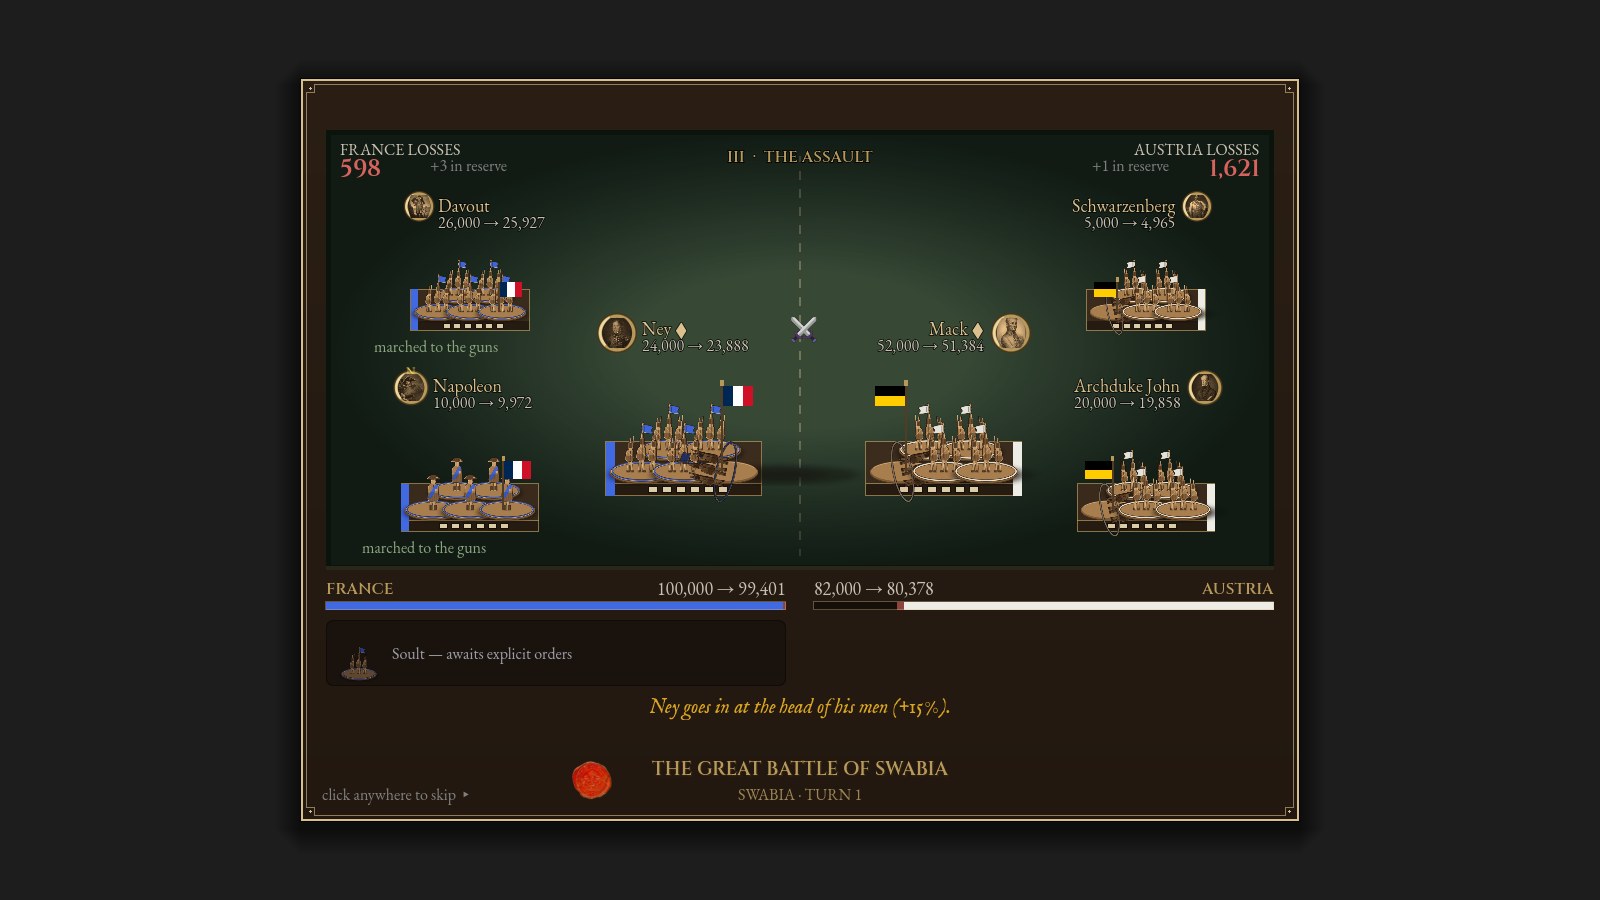 FRANCE LOSSES
598
+3 in reserve
III · THE ASSAULT
AUSTRIA LOSSES
+1 in reserve
1,621
Davout
26,000 → 25,927
Schwarzenberg
5,000 → 4,965
Ney
24,000 → 23,888
Mack
52,000 → 51,384
marched to the guns
N
Napoleon
10,000 → 9,972
Archduke John
20,000 → 19,858
marched to the guns
FRANCE
100,000 → 99,401
82,000 → 80,378
AUSTRIA
Soult — awaits explicit orders
Ney goes in at the head of his men (+15%).
THE GREAT BATTLE OF SWABIA
SWABIA · TURN 1
click anywhere to skip ▸